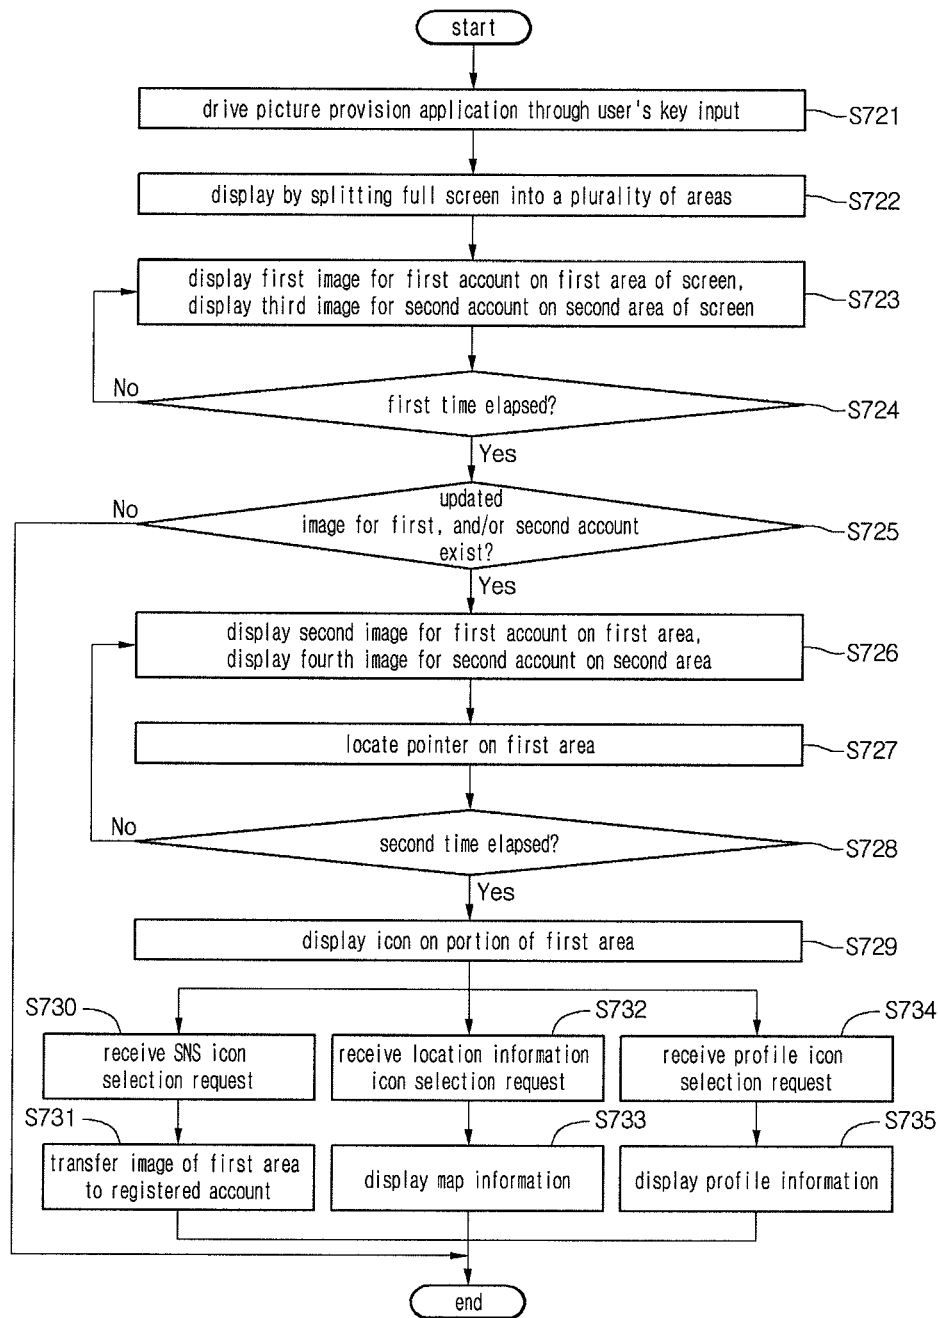 start
drive picture provision application through user's key input
S721
display by splitting full screen into a plurality of areas
S722
display first image for first account on first area of screen,
display third image for second account on second area of screen
S723
No
first time elapsed?
S724
Yes
No
updated
image for first, and/or second account
exist?
S725
Yes
display second image for first account on first area,
display fourth image for second account on second area
S726
locate pointer on first area
S727
No
second time elapsed?
S728
Yes
display icon on portion of first area
S729
S730
receive SNS icon
selection request
S732
receive location information
icon selection request
S734
receive profile icon
selection request
S731
transfer image of first area
to registered account
S733
display map information
S735
display profile information
end